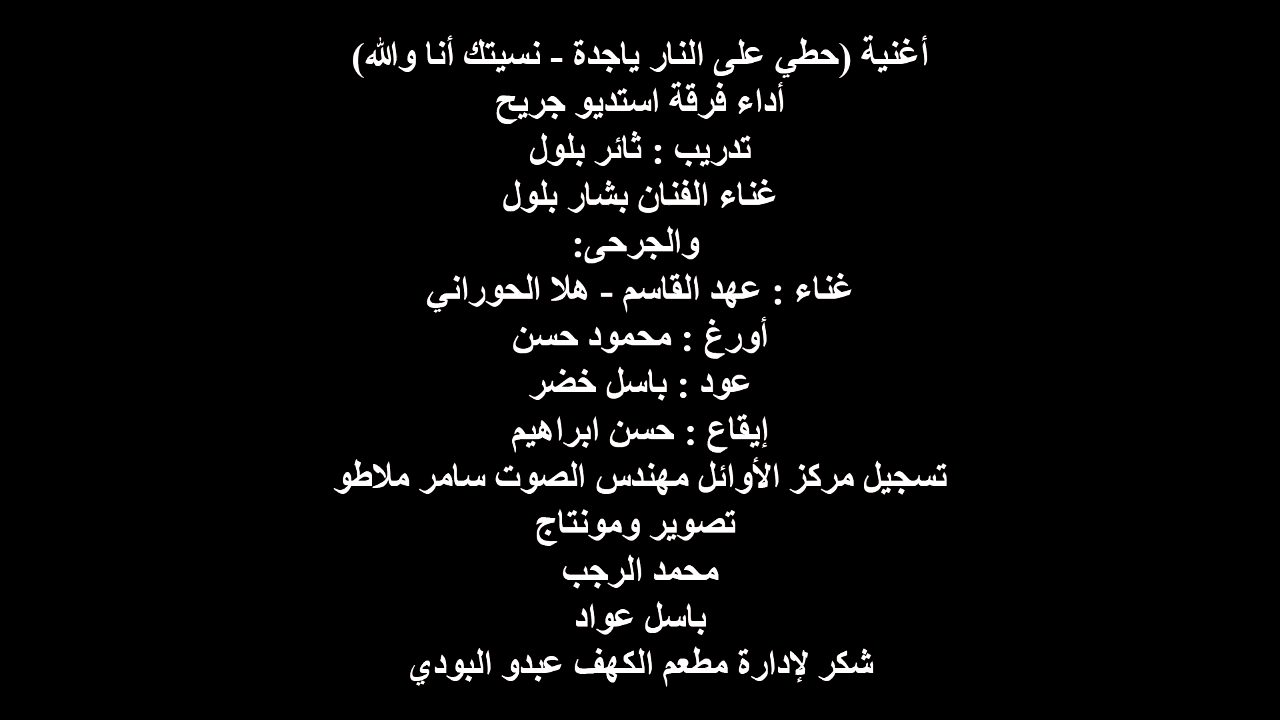 أغنية (حطي على النار ياجدة - نسيتك أنا والله)
أداء فرقة استديو جريح
تدريب : ثائر بلول
غناء الفنان بشار بلول
والجرحى:
غناء : عهد القاسم - هلا الحوراني
أورغ : محمود حسن
عود : باسل خضر
إيقاع : حسن ابراهيم
تسجيل مركز الأوائل مهندس الصوت سامر ملاطو
تصوير ومونتاج
محمد الرجب
باسل عواد
شكر لإدارة مطعم الكهف عبدو البودي